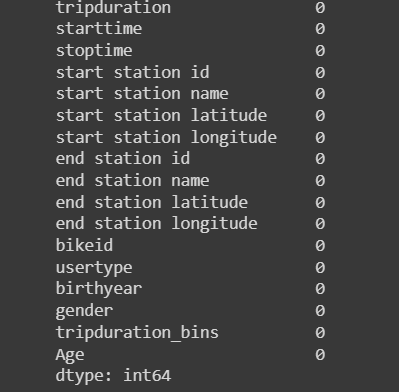 tripduration 0
starttime 0
stoptime 0
start station id 0
start station name 0
start station latitude 0
start station longitude 0
end station id 0
end station name 0
end station latitude 0
end station longitude 0
bikeid 0
usertype 0
birthyear 0
gender 0
tripduration_bins 0
Age 0
dtype: int64